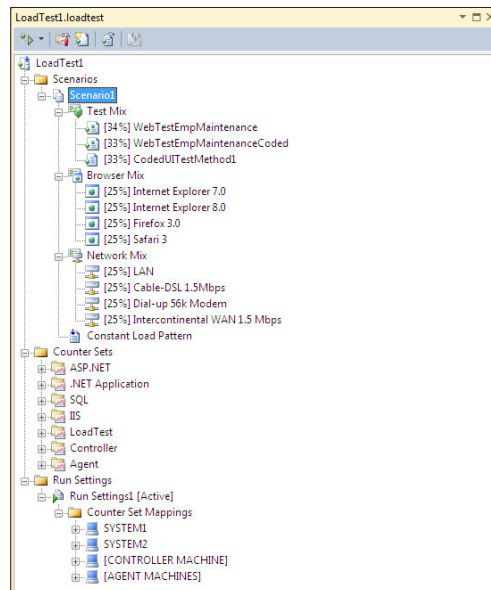 LoadTest1.loadtest
LoadTest1
Scenarios
Scenario1
Test Mix
[34%] WebTestEmpMaintenance
[33%] WebTestEmpMaintenanceCoded
[33%] CodedUITestMethod1
Browser Mix
[25%] Internet Explorer 7.0
[25%] Internet Explorer 8.0
[25%] Firefox 3.0
[25%] Safari 3
Network Mix
[25%] LAN
[25%] Cable-DSL 1.5Mbps
[25%] Dial-up 56k Modem
[25%] Intercontinental WAN 1.5 Mbps
Constant Load Pattern
Counter Sets
ASP.NET
.NET Application
SQL
IIS
LoadTest
Controller
Agent
Run Settings
Run Settings1 [Active]
Counter Set Mappings
SYSTEM1
SYSTEM2
[CONTROLLER MACHINE]
[AGENT MACHINES]